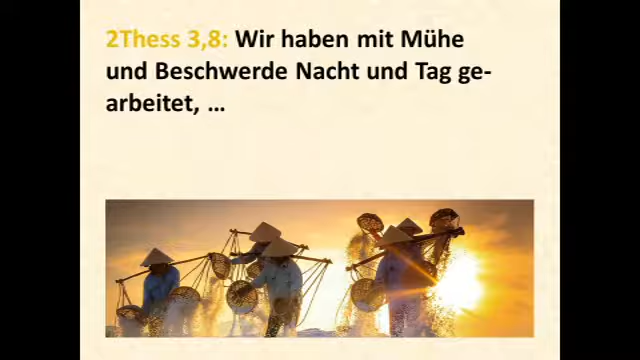 2Thess 3,8: Wir haben mit Mühe
und Beschwerde Nacht und Tag ge-
arbeitet, …